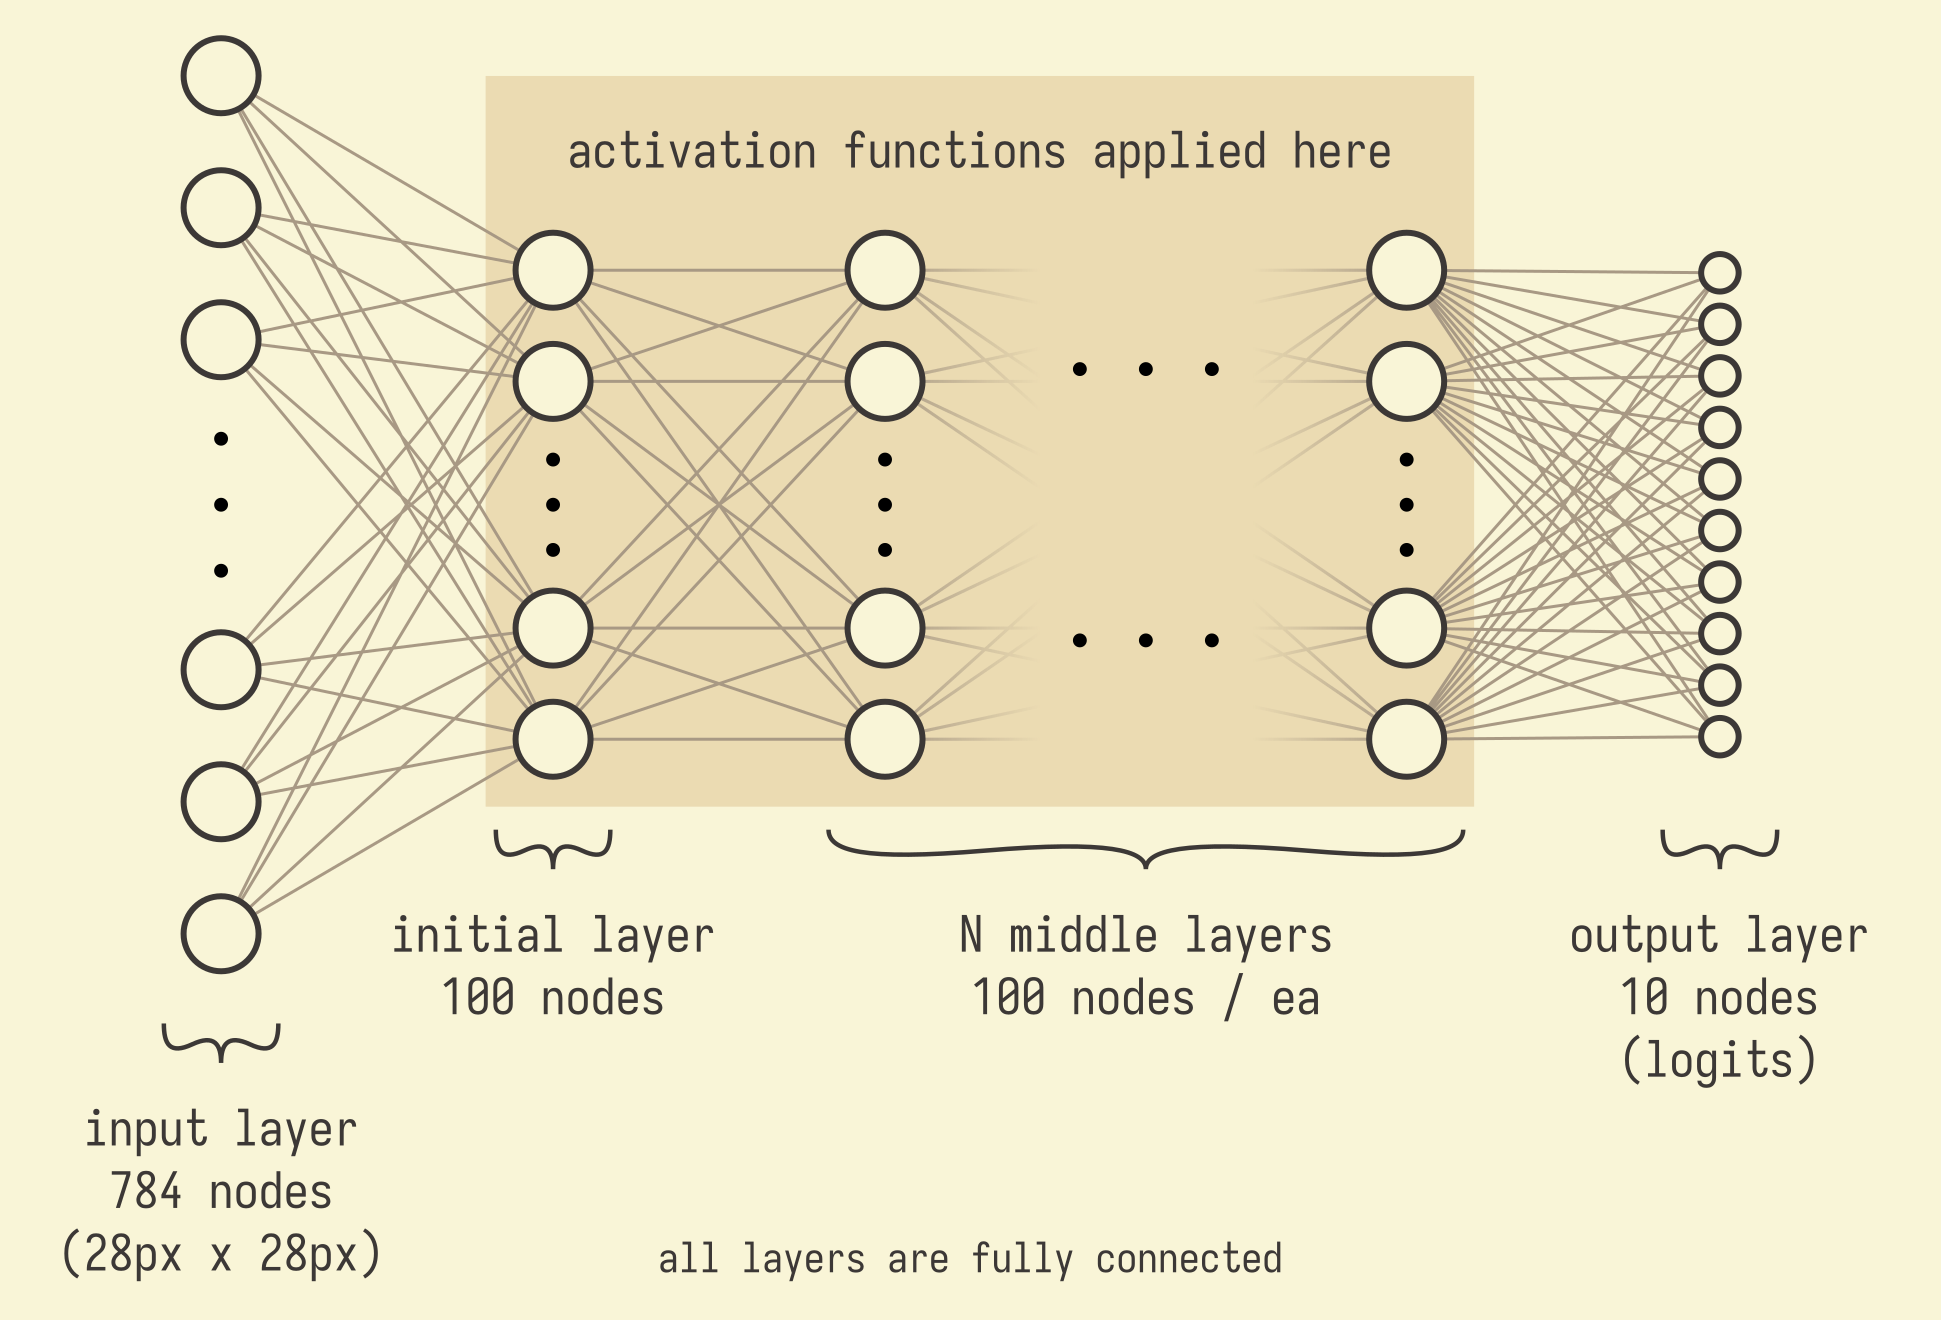 activation functions applied here
initial layer
100 nodes
N middle layers
100 nodes / ea
output layer
10 nodes
(logits)
input layer
784 nodes
(28px x 28px)
all layers are fully connected